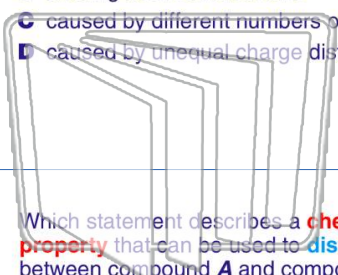 C caused by different numbers o
D caused by unequal charge dis
Which statement describes a che
property that can be used to dis
between compound A and compo